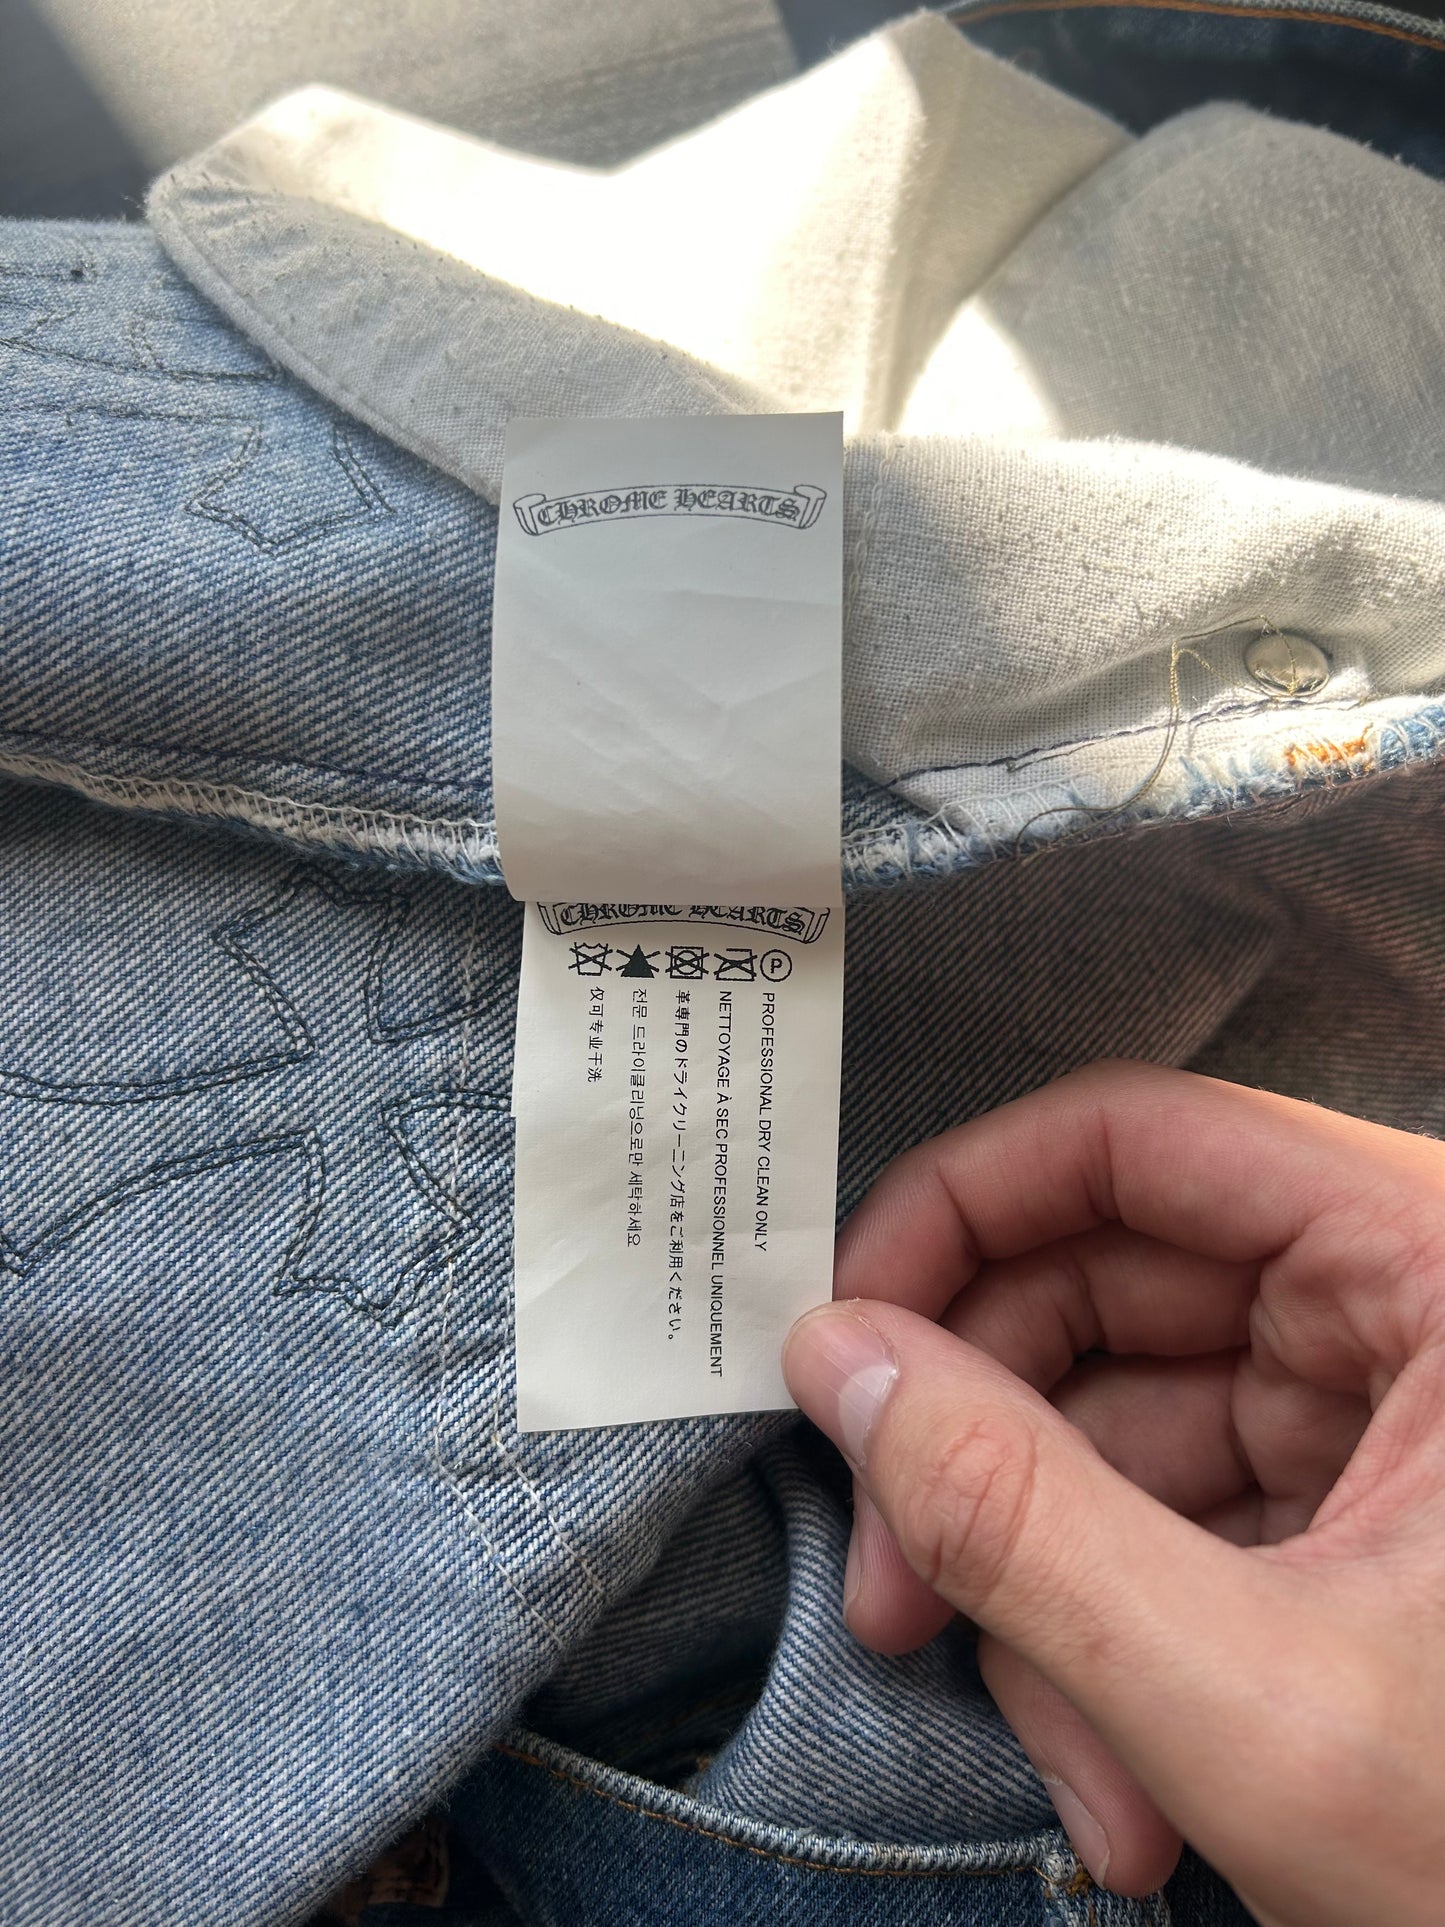 CHROME HEARTS
CHROME HEARTS
P
PROFESSIONAL DRY CLEAN ONLY
NETTOYAGE À SEC PROFESSIONNEL UNIQUEMENT
革専門のドライクリーニング店をご利用ください。
전문 드라이클리닝으로만 세탁하세요
仅可专业干洗